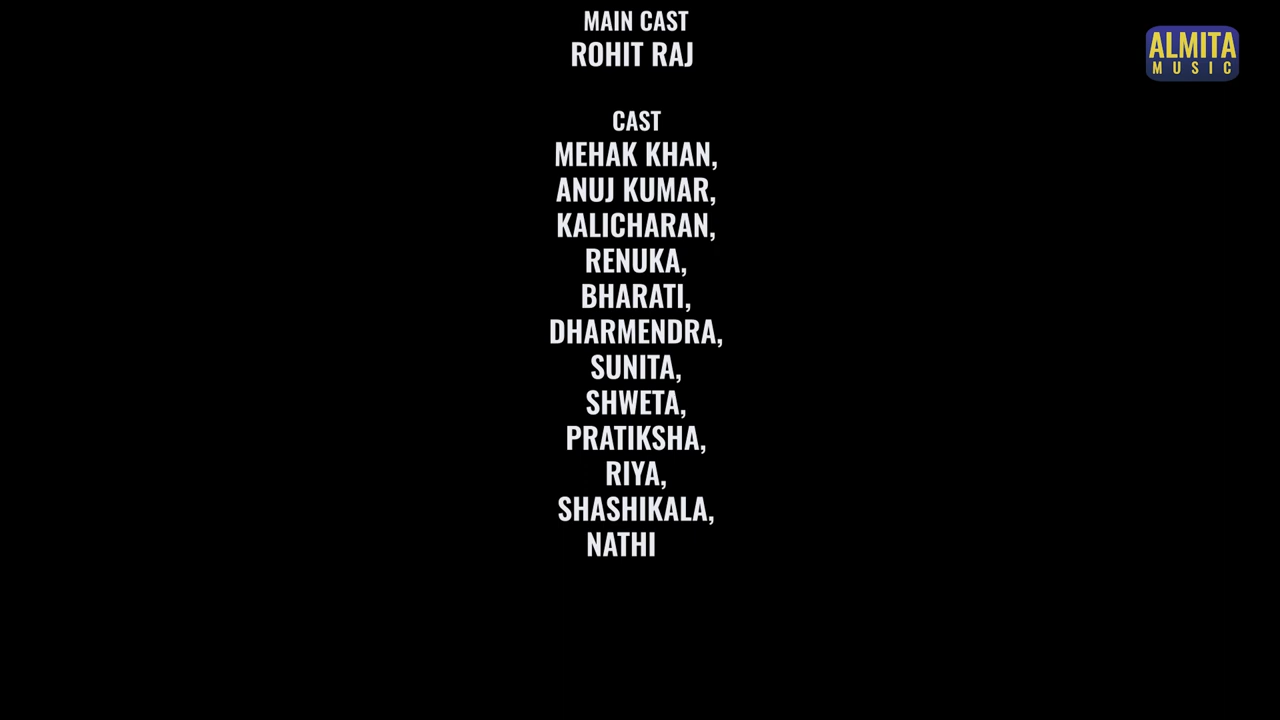 MAIN CAST
ROHIT RAJ
CAST
MEHAK KHAN,
ANUJ KUMAR,
KALICHARAN,
RENUKA,
BHARATI,
DHARMENDRA,
SUNITA,
SHWETA,
PRATIKSHA,
RIYA,
SHASHIKALA,
NATHI
ALMITA
MUSIC